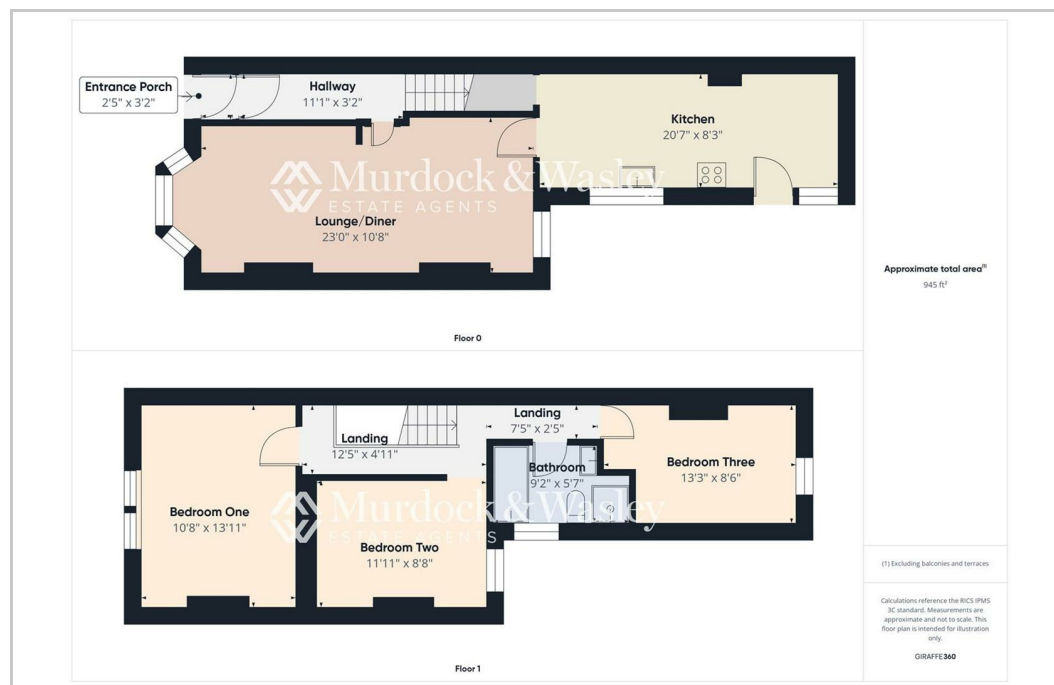 Entrance Porch
2'5" x 3'2"
Hallway
11'1" x 3'2"
Kitchen
20'7" x 8'3"
Murdock & Wasley
ESTATE AGENTS
Lounge/Diner
23'0" x 10'8"
Floor 0
Approximate total area(1)
945 ft²
Landing
12'5" x 4'11"
Landing
7'5" x 2'5"
Bathroom
9'2" x 5'7"
Bedroom Three
13'3" x 8'6"
Bedroom One
10'8" x 13'11"
Murdock & Wasley
ESTATE AGENTS
Bedroom Two
11'11" x 8'8"
Floor 1
(1) Excluding balconies and terraces
Calculations reference the RICS IPMS
3C standard. Measurements are
approximate and not to scale. This
floor plan is intended for illustration
only.
GIRAFFE360